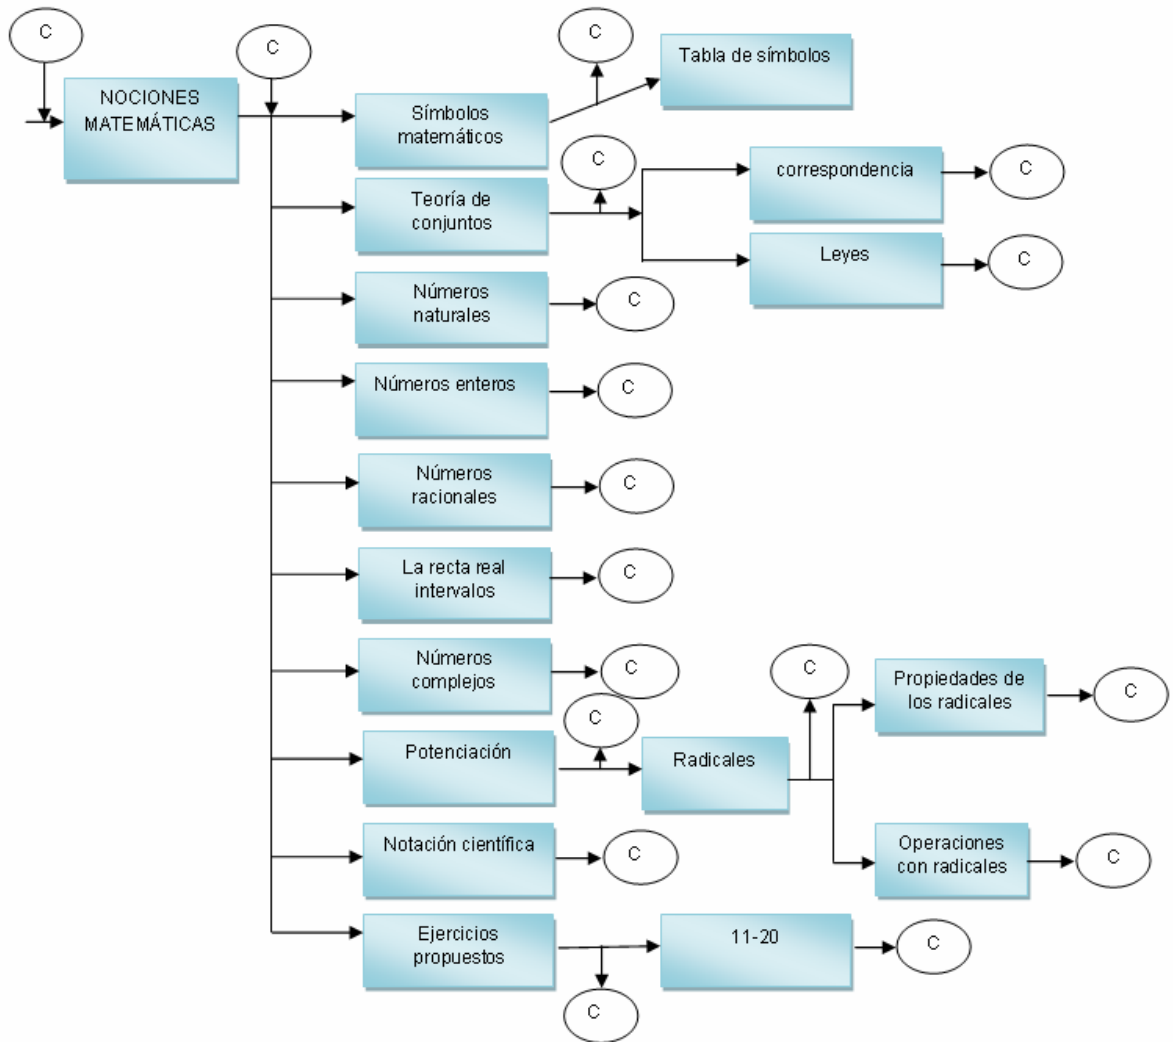 C
C
C
Tabla de símbolos
NOCIONES
MATEMÁTICAS
Símbolos
matemáticos
C
correspondencia
C
Teoría de
conjuntos
Leyes
C
Números
naturales
C
Números enteros
C
Números
racionales
C
La recta real
intervalos
C
Números
complejos
C
C
Propiedades de
los radicales
C
C
Potenciación
Radicales
Notación científica
C
Operaciones
con radicales
C
Ejercicios
propuestos
11-20
C
C